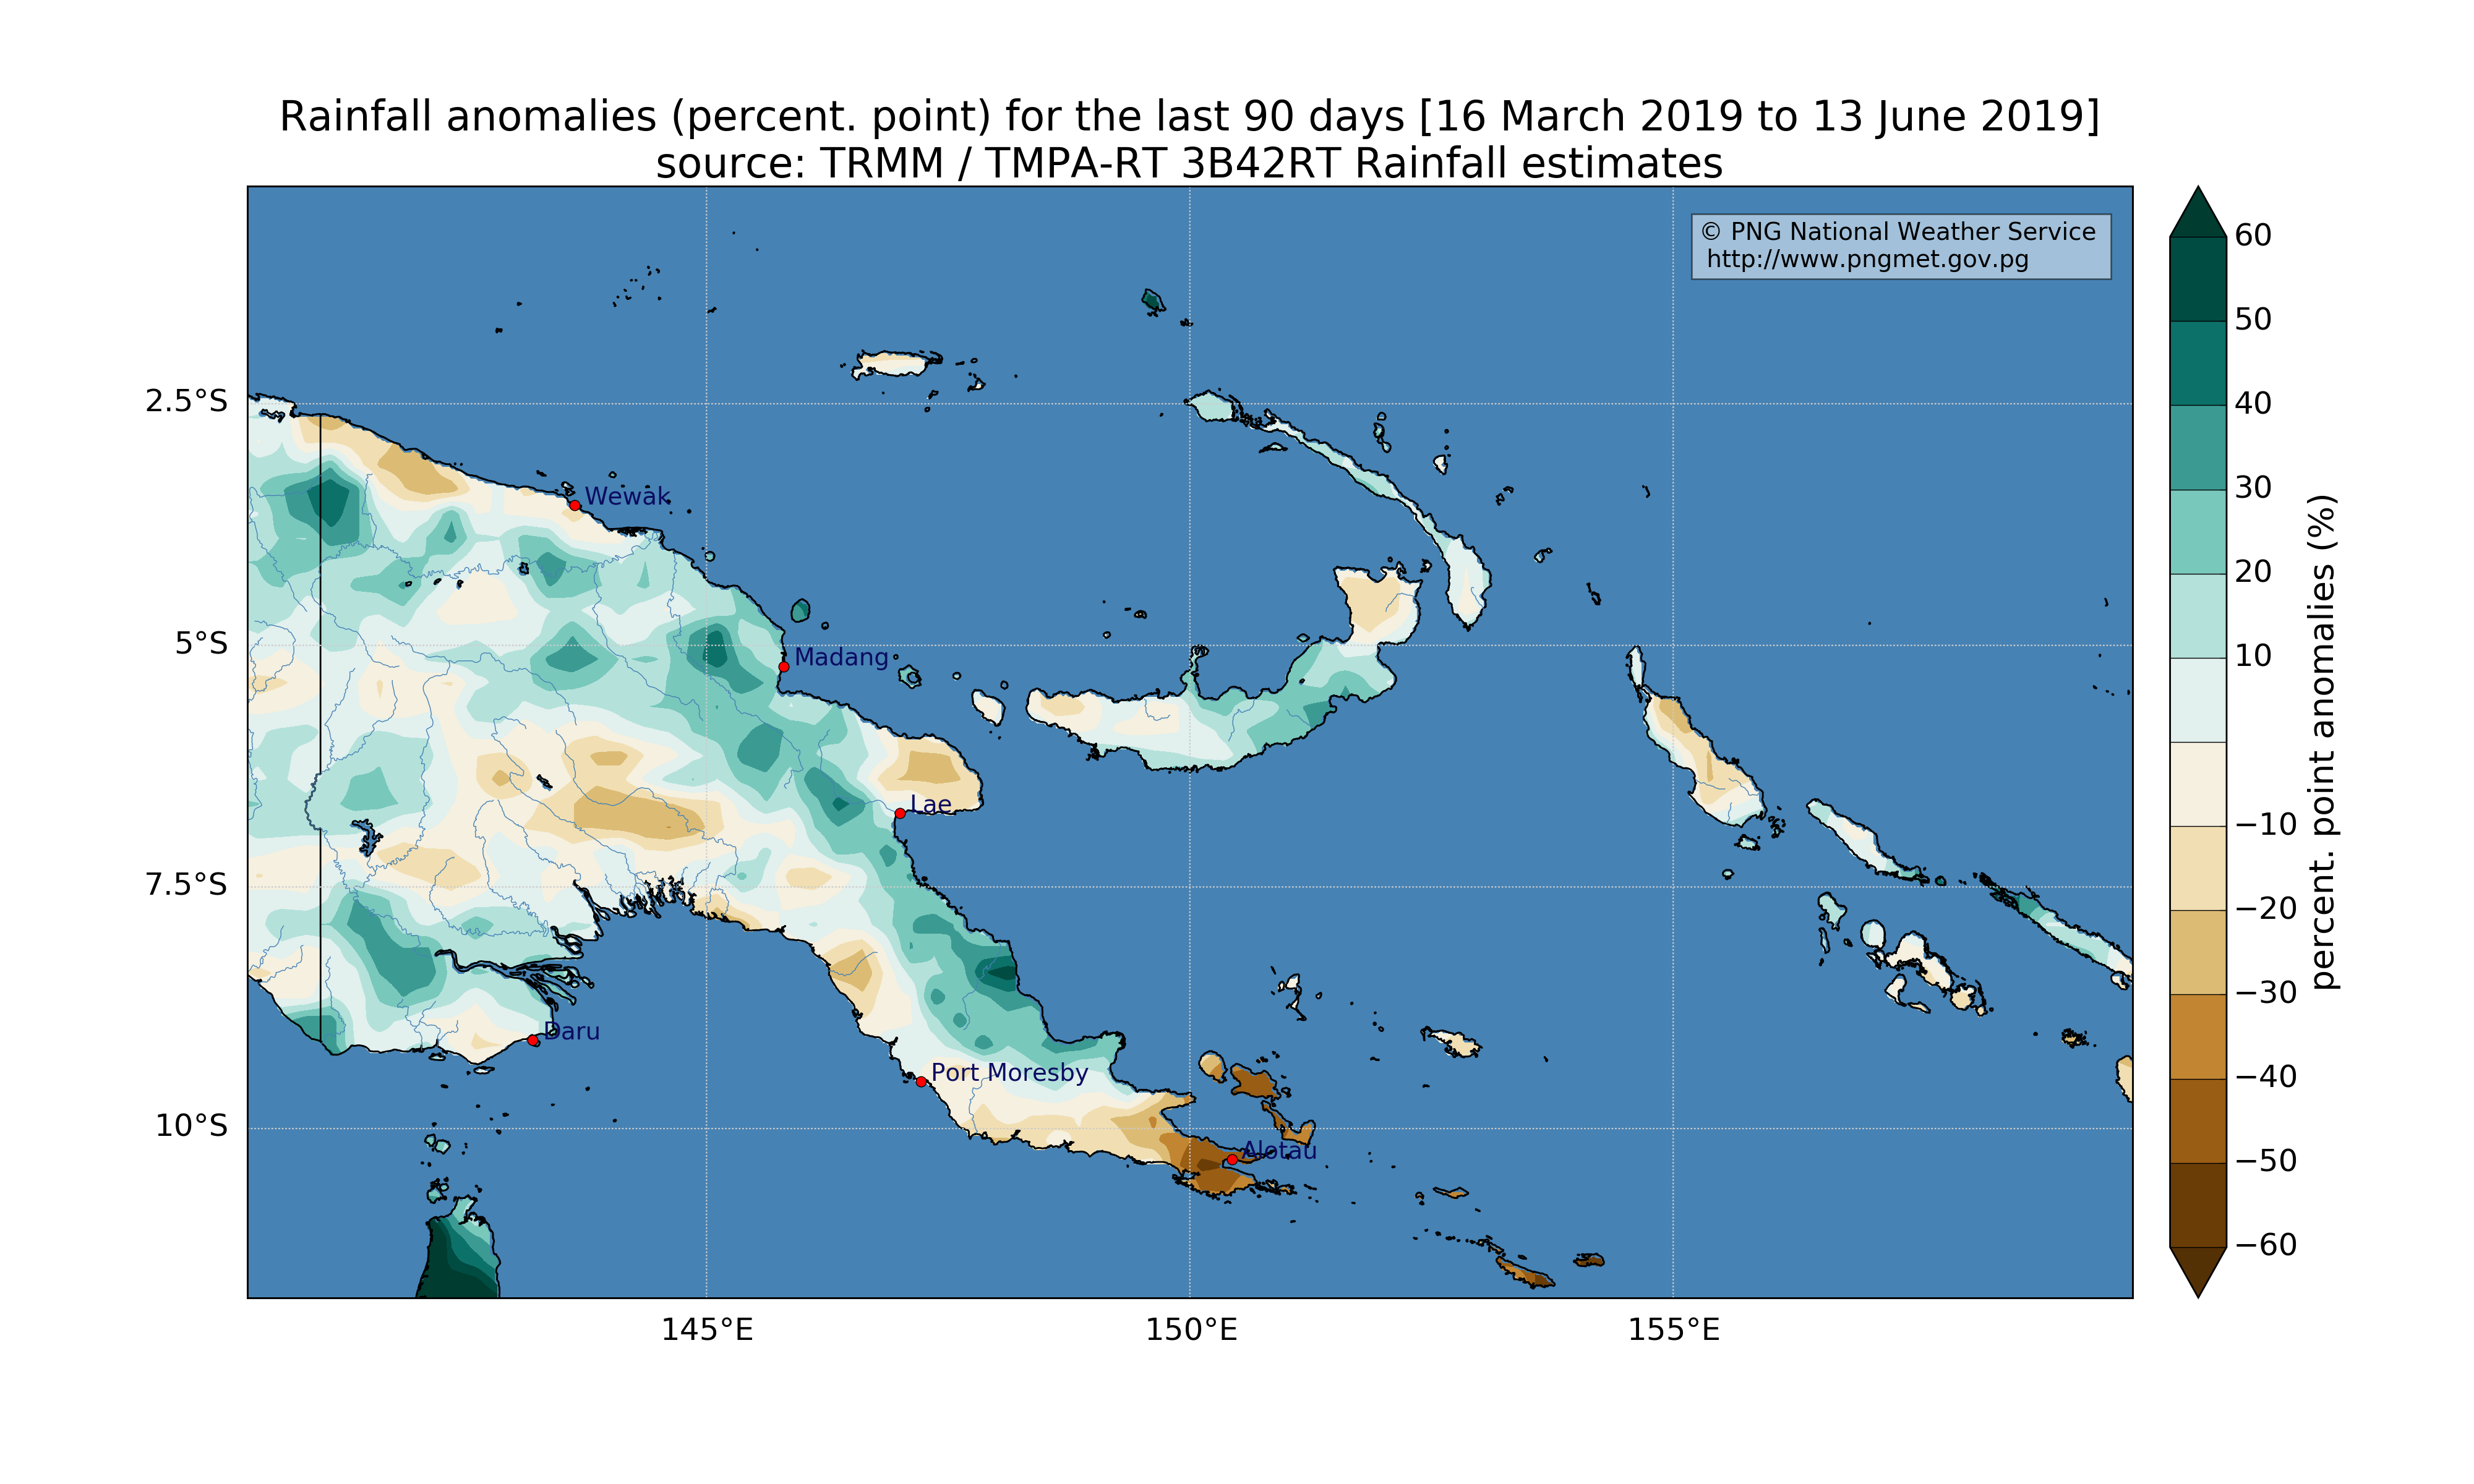 Rainfall anomalies (percent. point) for the last 90 days [16 March 2019 to 13 June 2019]
source: TRMM / TMPA-RT 3B42RT Rainfall estimates
© PNG National Weather Service
http://www.pngmet.gov.pg
2.5°S
5°S
7.5°S
10°S
Wewak
Madang
Lae
Daru
Port Moresby
Alotau
145°E
150°E
155°E
60
50
40
30
20
10
−10
−20
−30
−40
−50
−60
percent. point anomalies (%)